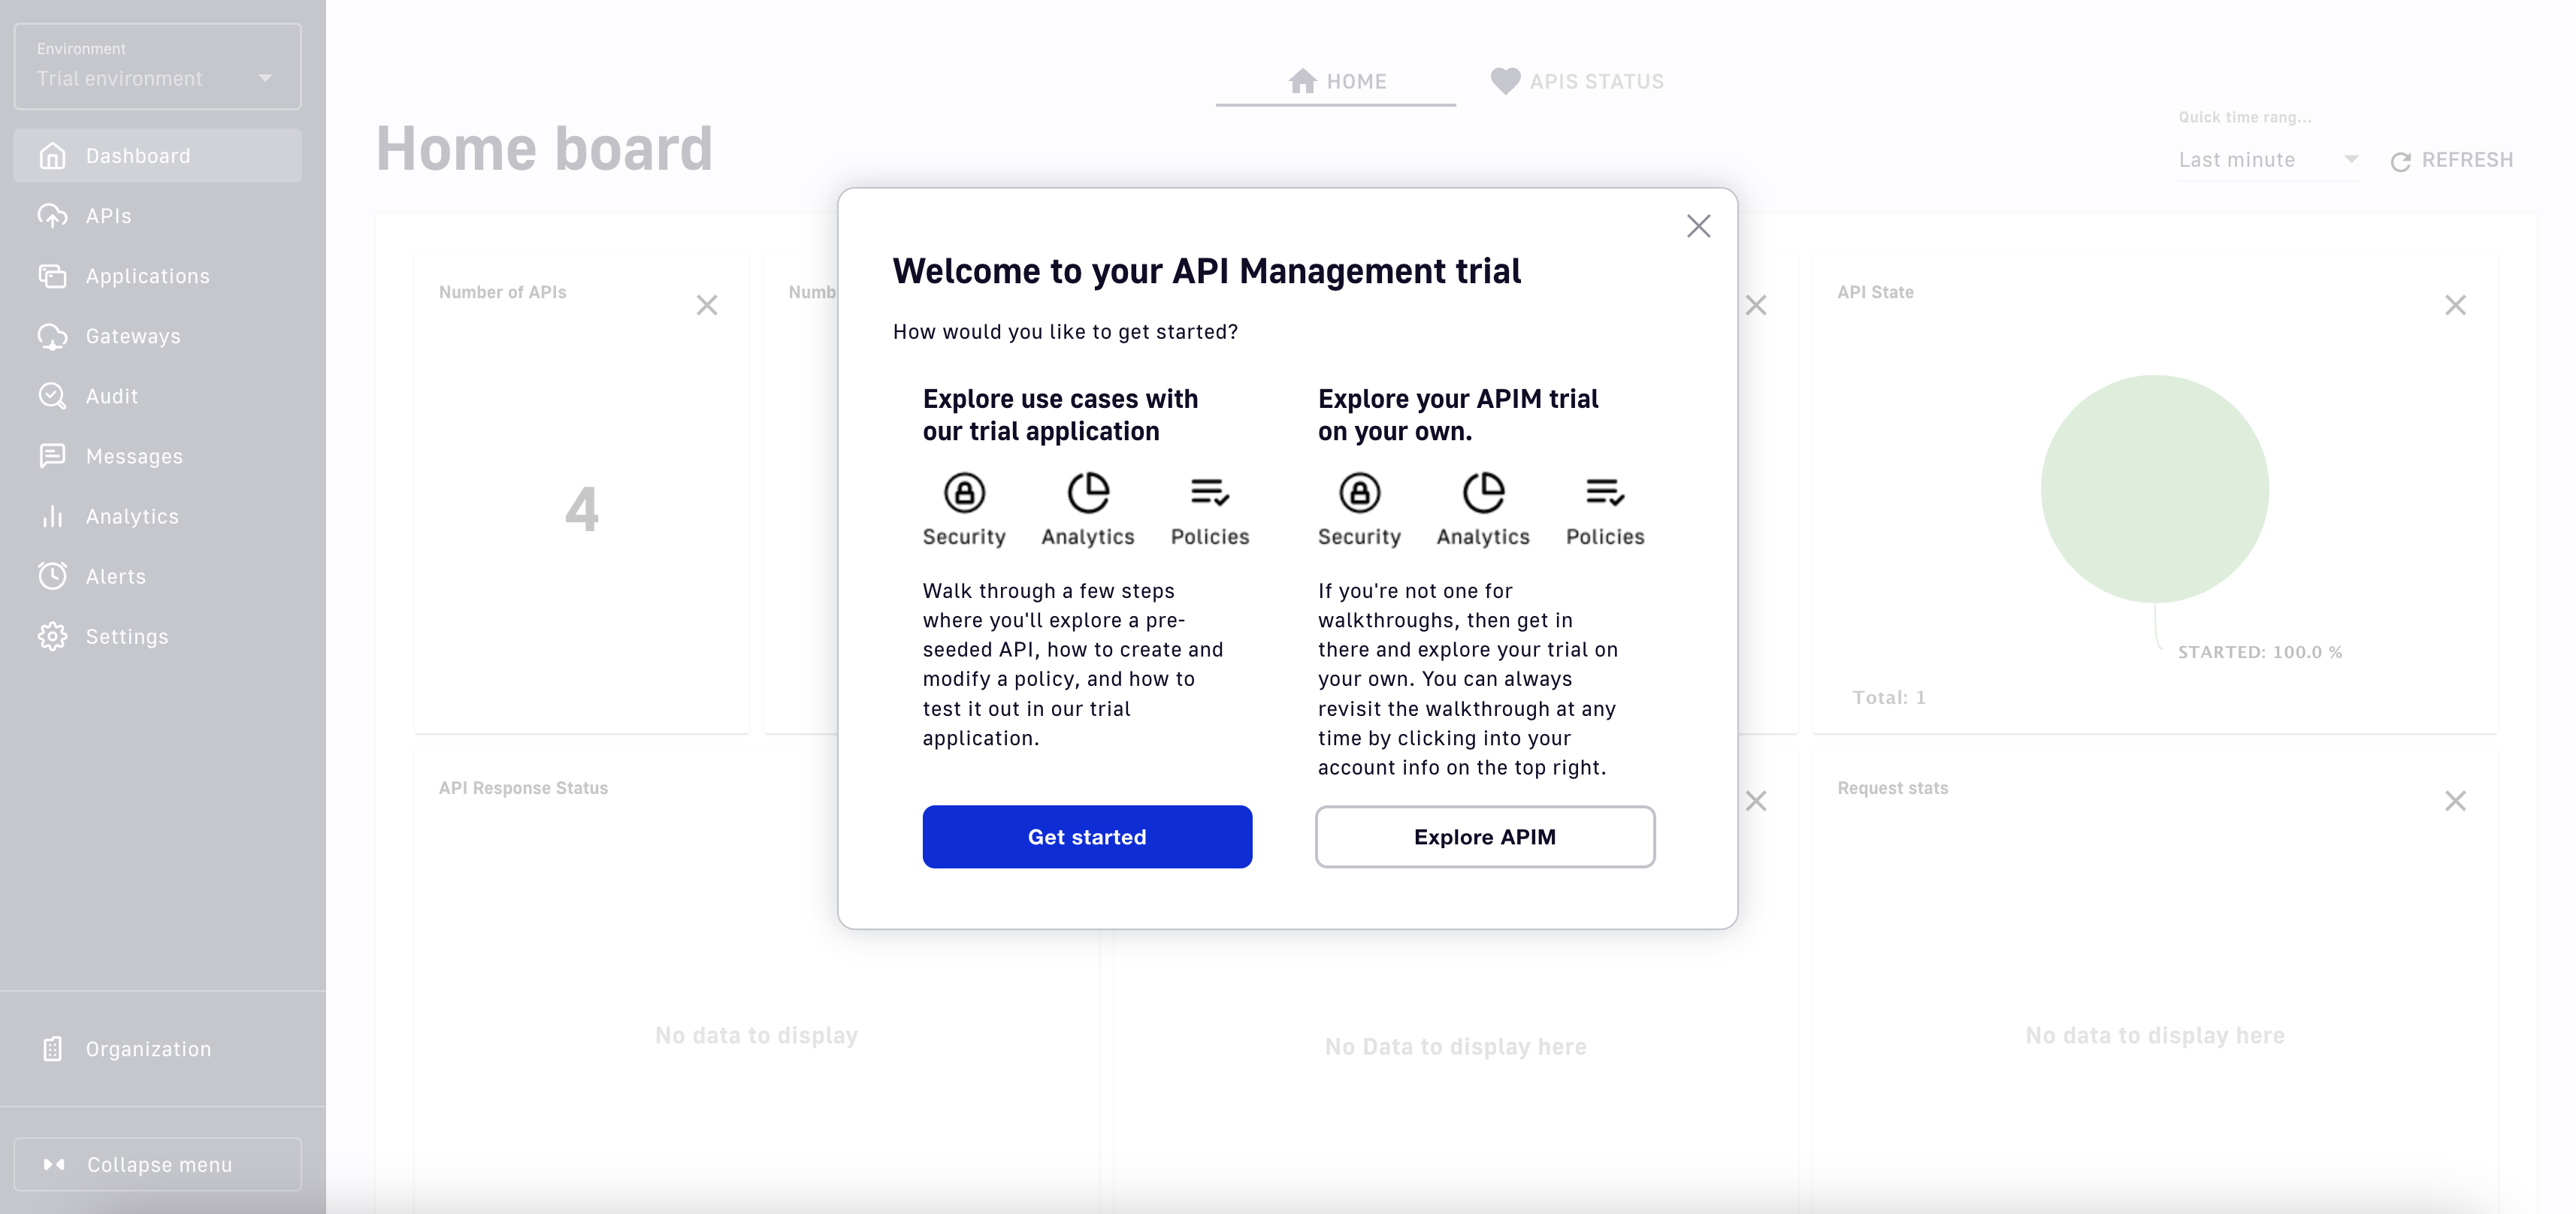 Environment
Trial environment
Dashboard
APIs
Applications
Gateways
Audit
Messages
Analytics
Alerts
Settings
Organization
Collapse menu
HOME
APIS STATUS
Home board
Quick time rang...
Last minute
REFRESH
Number of APIs
4
Numb
API State
STARTED: 100.0 %
Total: 1
API Response Status
No data to display
No Data to display here
Request stats
No data to display here
Welcome to your API Management trial
How would you like to get started?
Explore use cases with
our trial application
Security
Analytics
Policies
Walk through a few steps
where you'll explore a pre-
seeded API, how to create and
modify a policy, and how to
test it out in our trial
application.
Get started
Explore your APIM trial
on your own.
Security
Analytics
Policies
If you're not one for
walkthroughs, then get in
there and explore your trial on
your own. You can always
revisit the walkthrough at any
time by clicking into your
account info on the top right.
Explore APIM